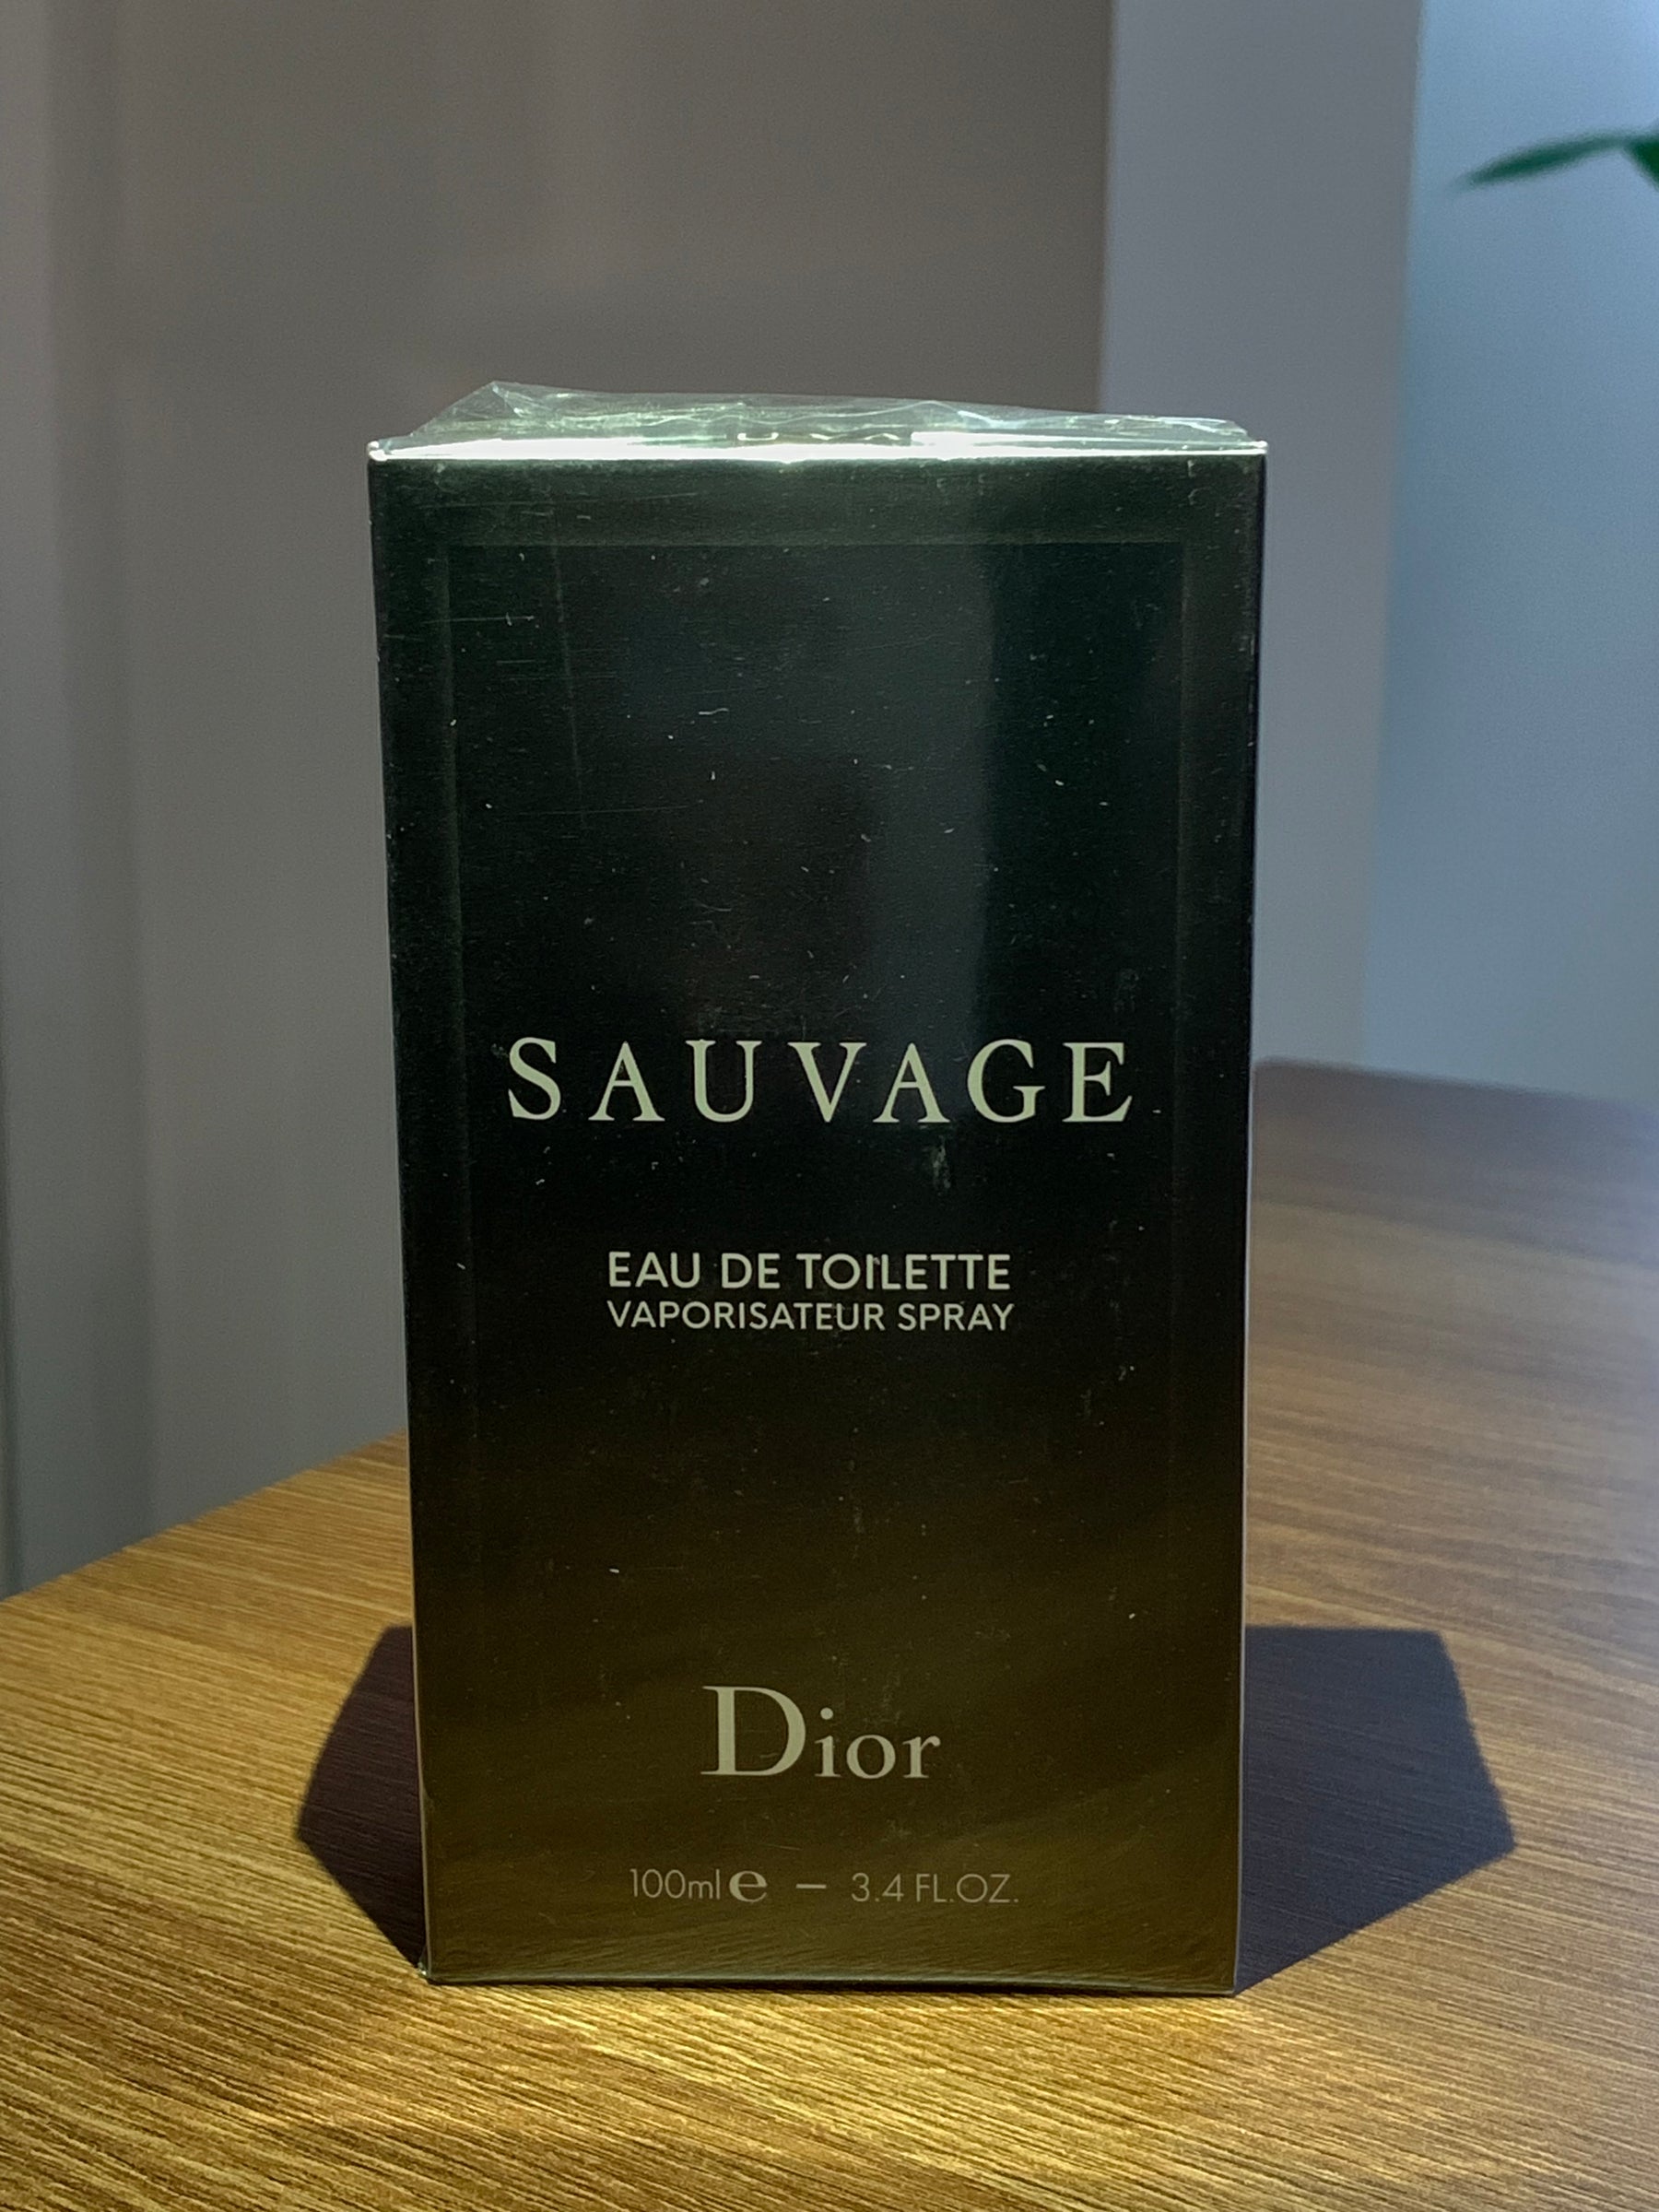 SAUVAGE
EAU DE TOILETTE
VAPORISATEUR SPRAY
Dior
100ml e – 3.4 FL.OZ.